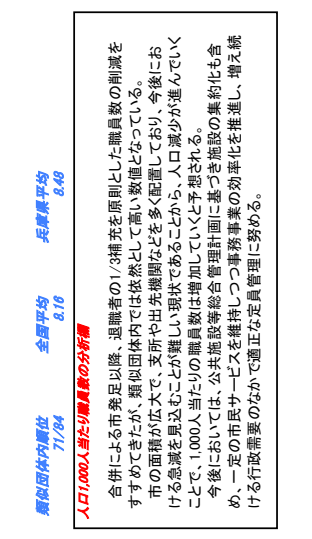 類似団体内順位 全国平均 兵庫県平均
71/84 8.16 8.48
人口1,000人当たり職員数の分析欄
合併による市発足以降、退職者の1/3補充を原則とした職員数の削減を
すすめてきたが、類似団体内では依然として高い数値となっている。
市の面積が広大で、支所や出先機関などを多く配置しており、今後にお
ける急減を見込むことが難しい現状であることから、人口減少が進んでいく
ことで、1,000人当たりの職員数は増加していくと予想される。
今後においては、公共施設等総合管理計画に基づき施設の集約化も含
め、一定の市民サービスを維持しつつ事務事業の効率化を推進し、増え続
ける行政需要のなかで適正な定員管理に努める。